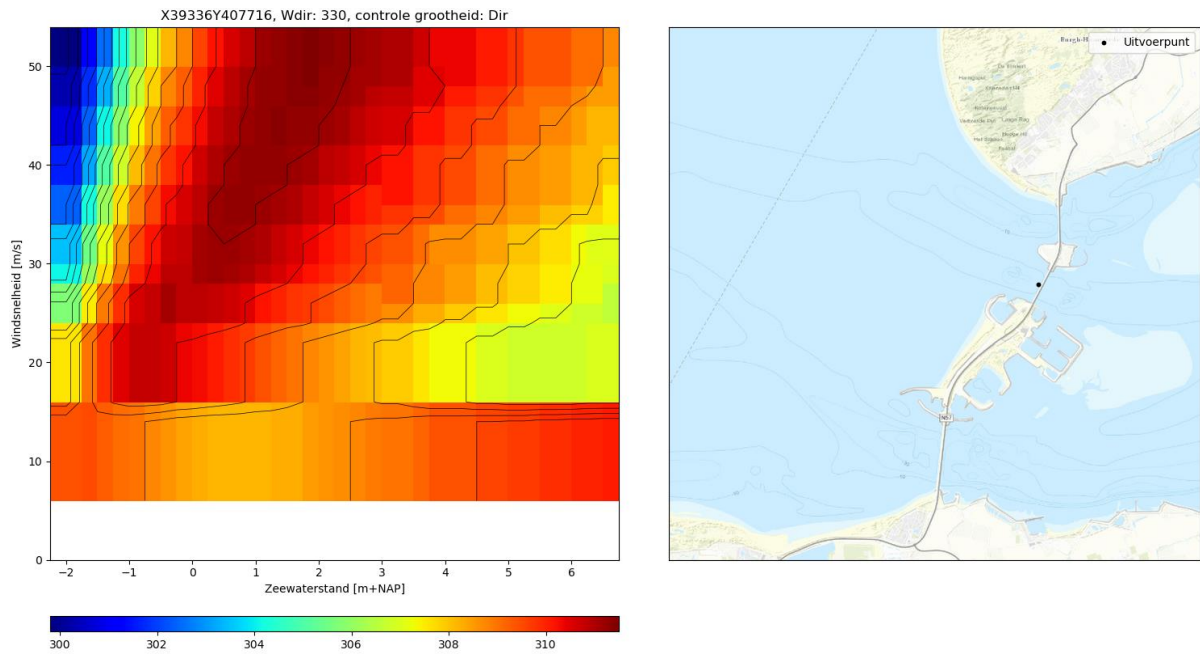 X39336Y407716, Wdir: 330, controle grootheid: Dir
50
40
30
20
10
0
Windsnelheid [m/s]
−2 −1 0 1 2 3 4 5 6
Zeewaterstand [m+NAP]
300 302 304 306 308 310
Uitvoerpunt